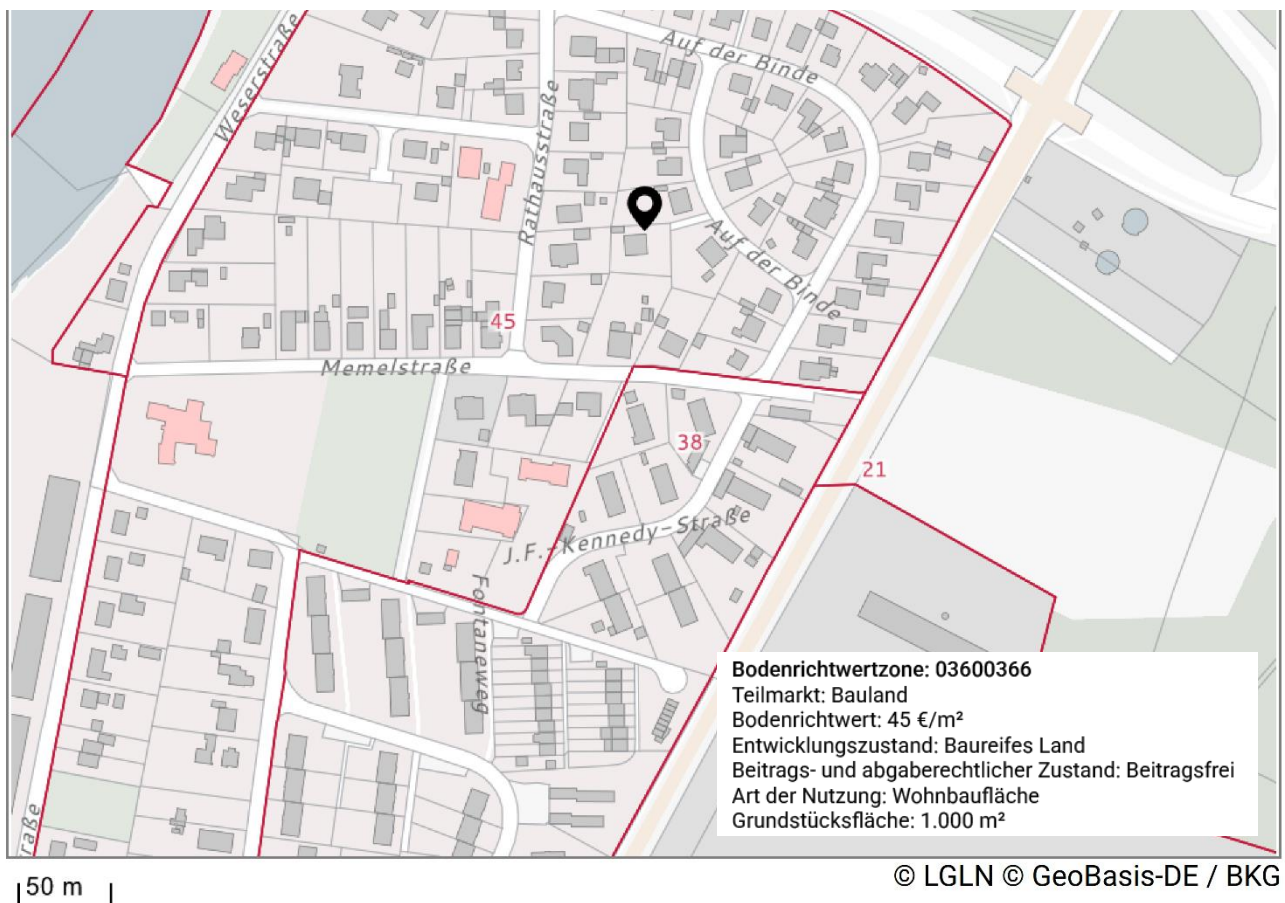 Auf der Binde
Weserstraße
Rathausstraße
Auf der Binde
45
Memelstraße
38
21
J.F.-Kennedy-Straße
Fontaneweg
Bodenrichtwertzone: 03600366
Teilmarkt: Bauland
Bodenrichtwert: 45 €/m²
Entwicklungszustand: Baureifes Land
Beitrags- und abgaberechtlicher Zustand: Beitragsfrei
Art der Nutzung: Wohnbaufläche
Grundstücksfläche: 1.000 m²
raße
© LGLN © GeoBasis-DE / BKG
50 m